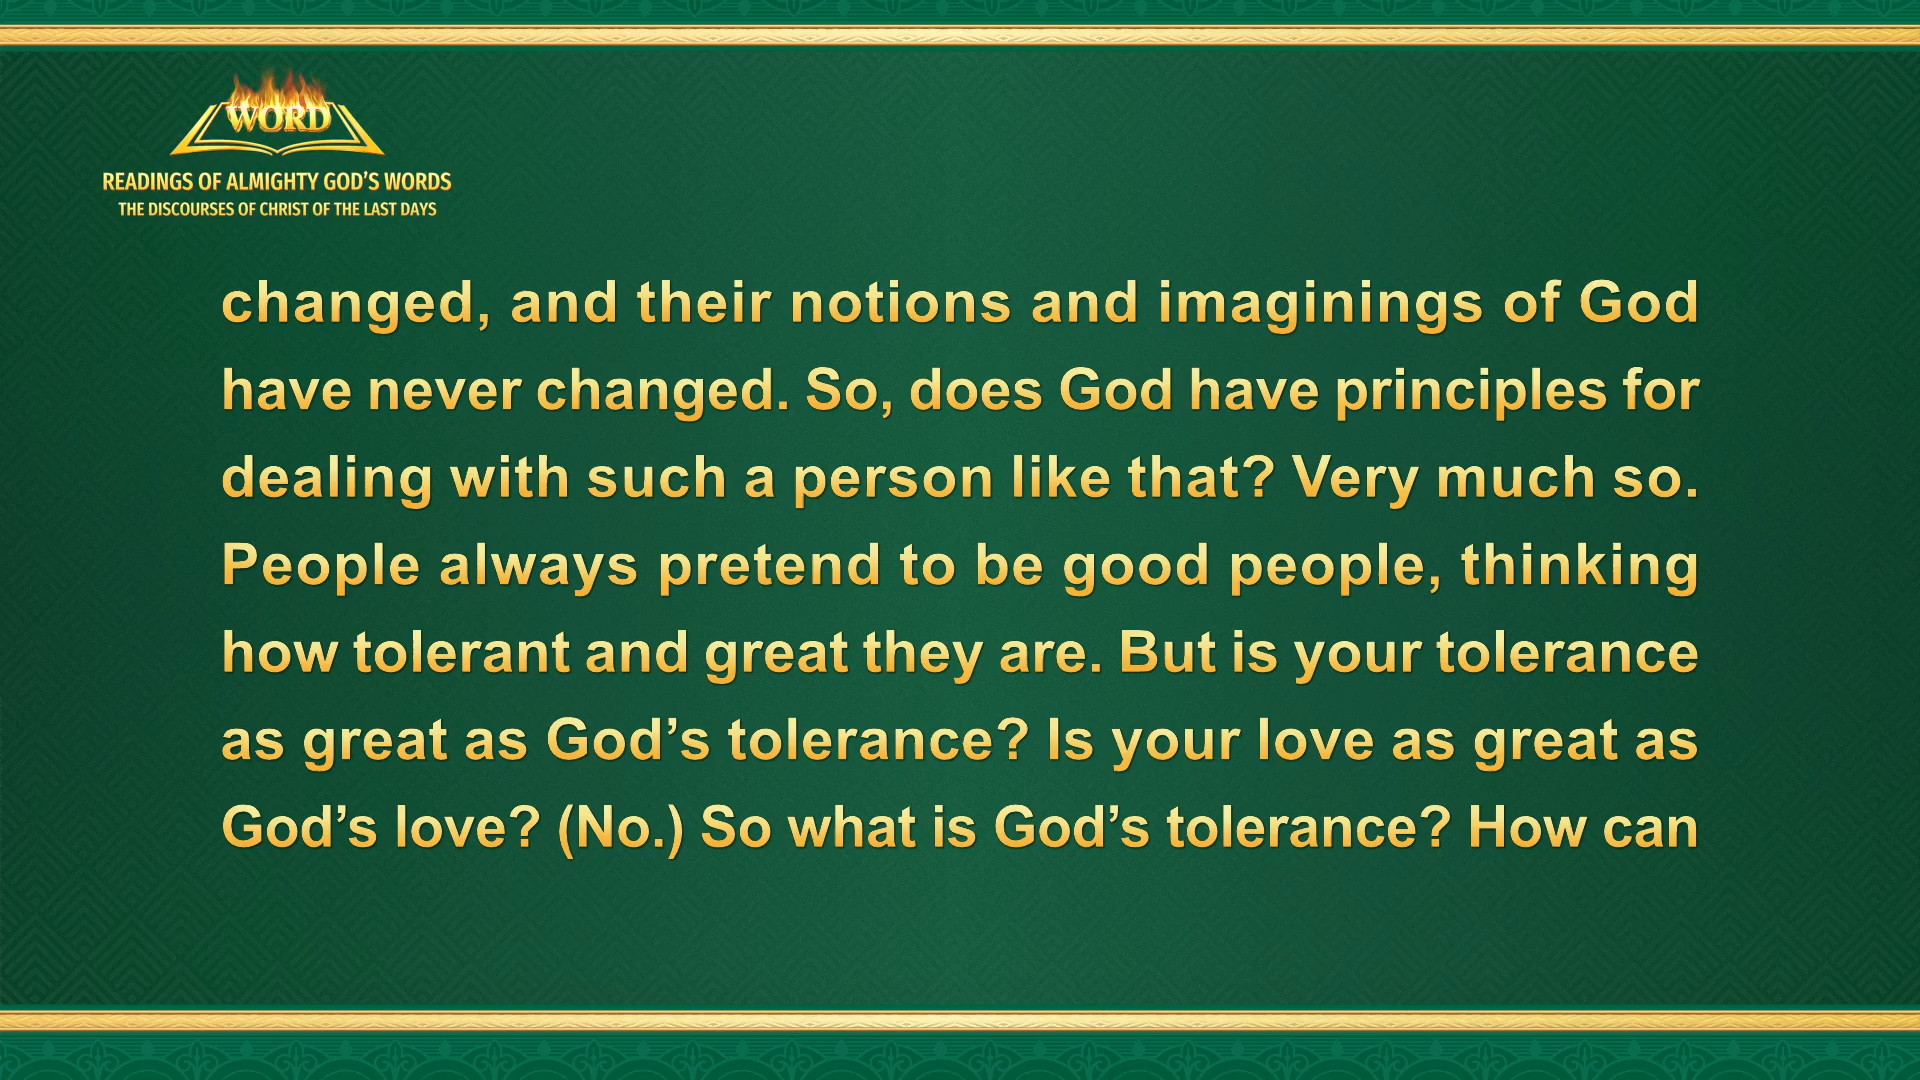 WORD
READINGS OF ALMIGHTY GOD’S WORDS
THE DISCOURSES OF CHRIST OF THE LAST DAYS
changed, and their notions and imaginings of God
have never changed. So, does God have principles for
dealing with such a person like that? Very much so.
People always pretend to be good people, thinking
how tolerant and great they are. But is your tolerance
as great as God’s tolerance? Is your love as great as
God’s love? (No.) So what is God’s tolerance? How can